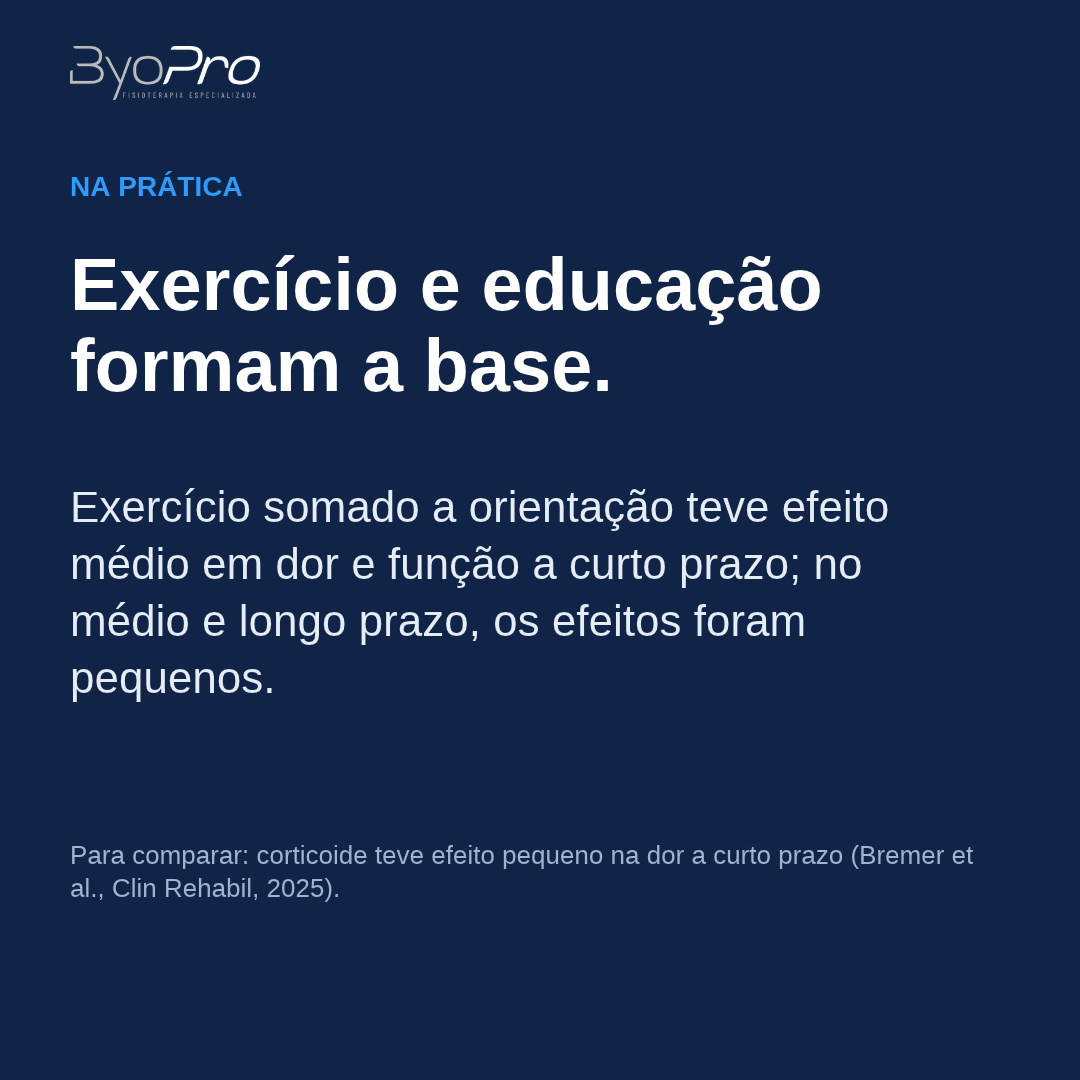 ByoPro
FISIOTERAPIA ESPECIALIZADA
NA PRÁTICA
Exercício e educação
formam a base.
Exercício somado a orientação teve efeito
médio em dor e função a curto prazo; no
médio e longo prazo, os efeitos foram
pequenos.
Para comparar: corticoide teve efeito pequeno na dor a curto prazo (Bremer et
al., Clin Rehabil, 2025).